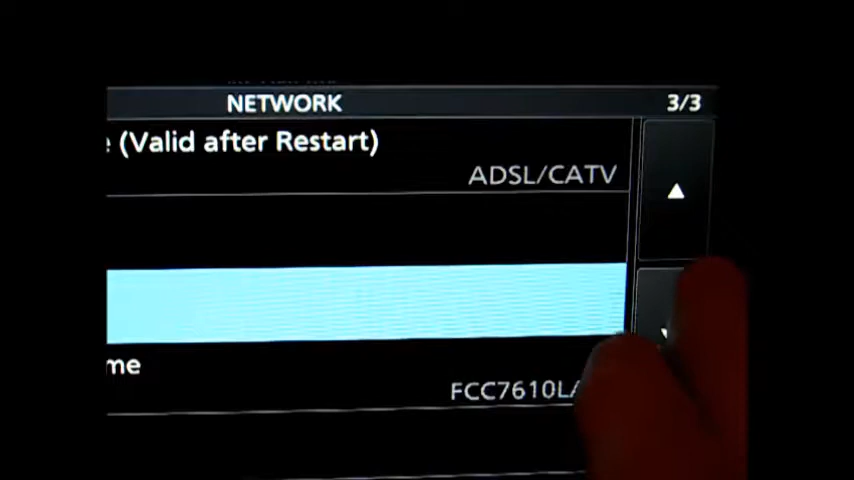 NETWORK 3/3
(Valid after Restart)
ADSL/CATV
me
FCC7610L